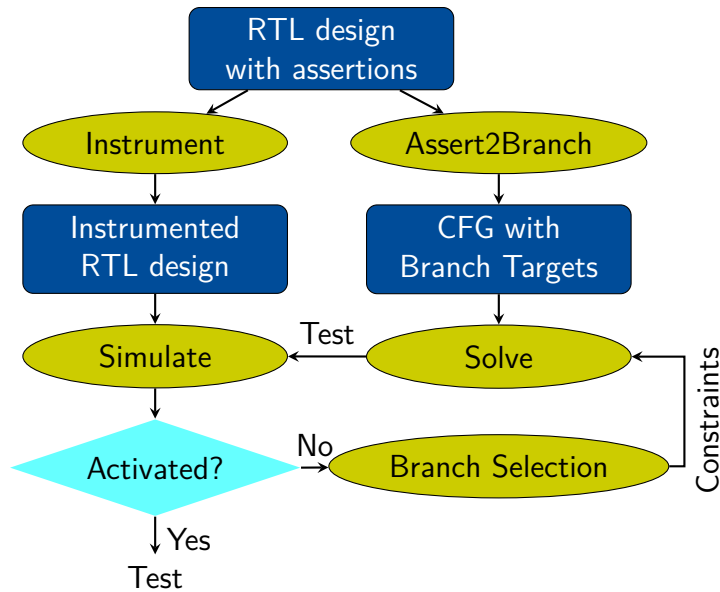 RTL design
with assertions
Instrument
Assert2Branch
Instrumented
RTL design
CFG with
Branch Targets
Test
Simulate
Solve
Constraints
No
Activated?
Branch Selection
Yes
Test